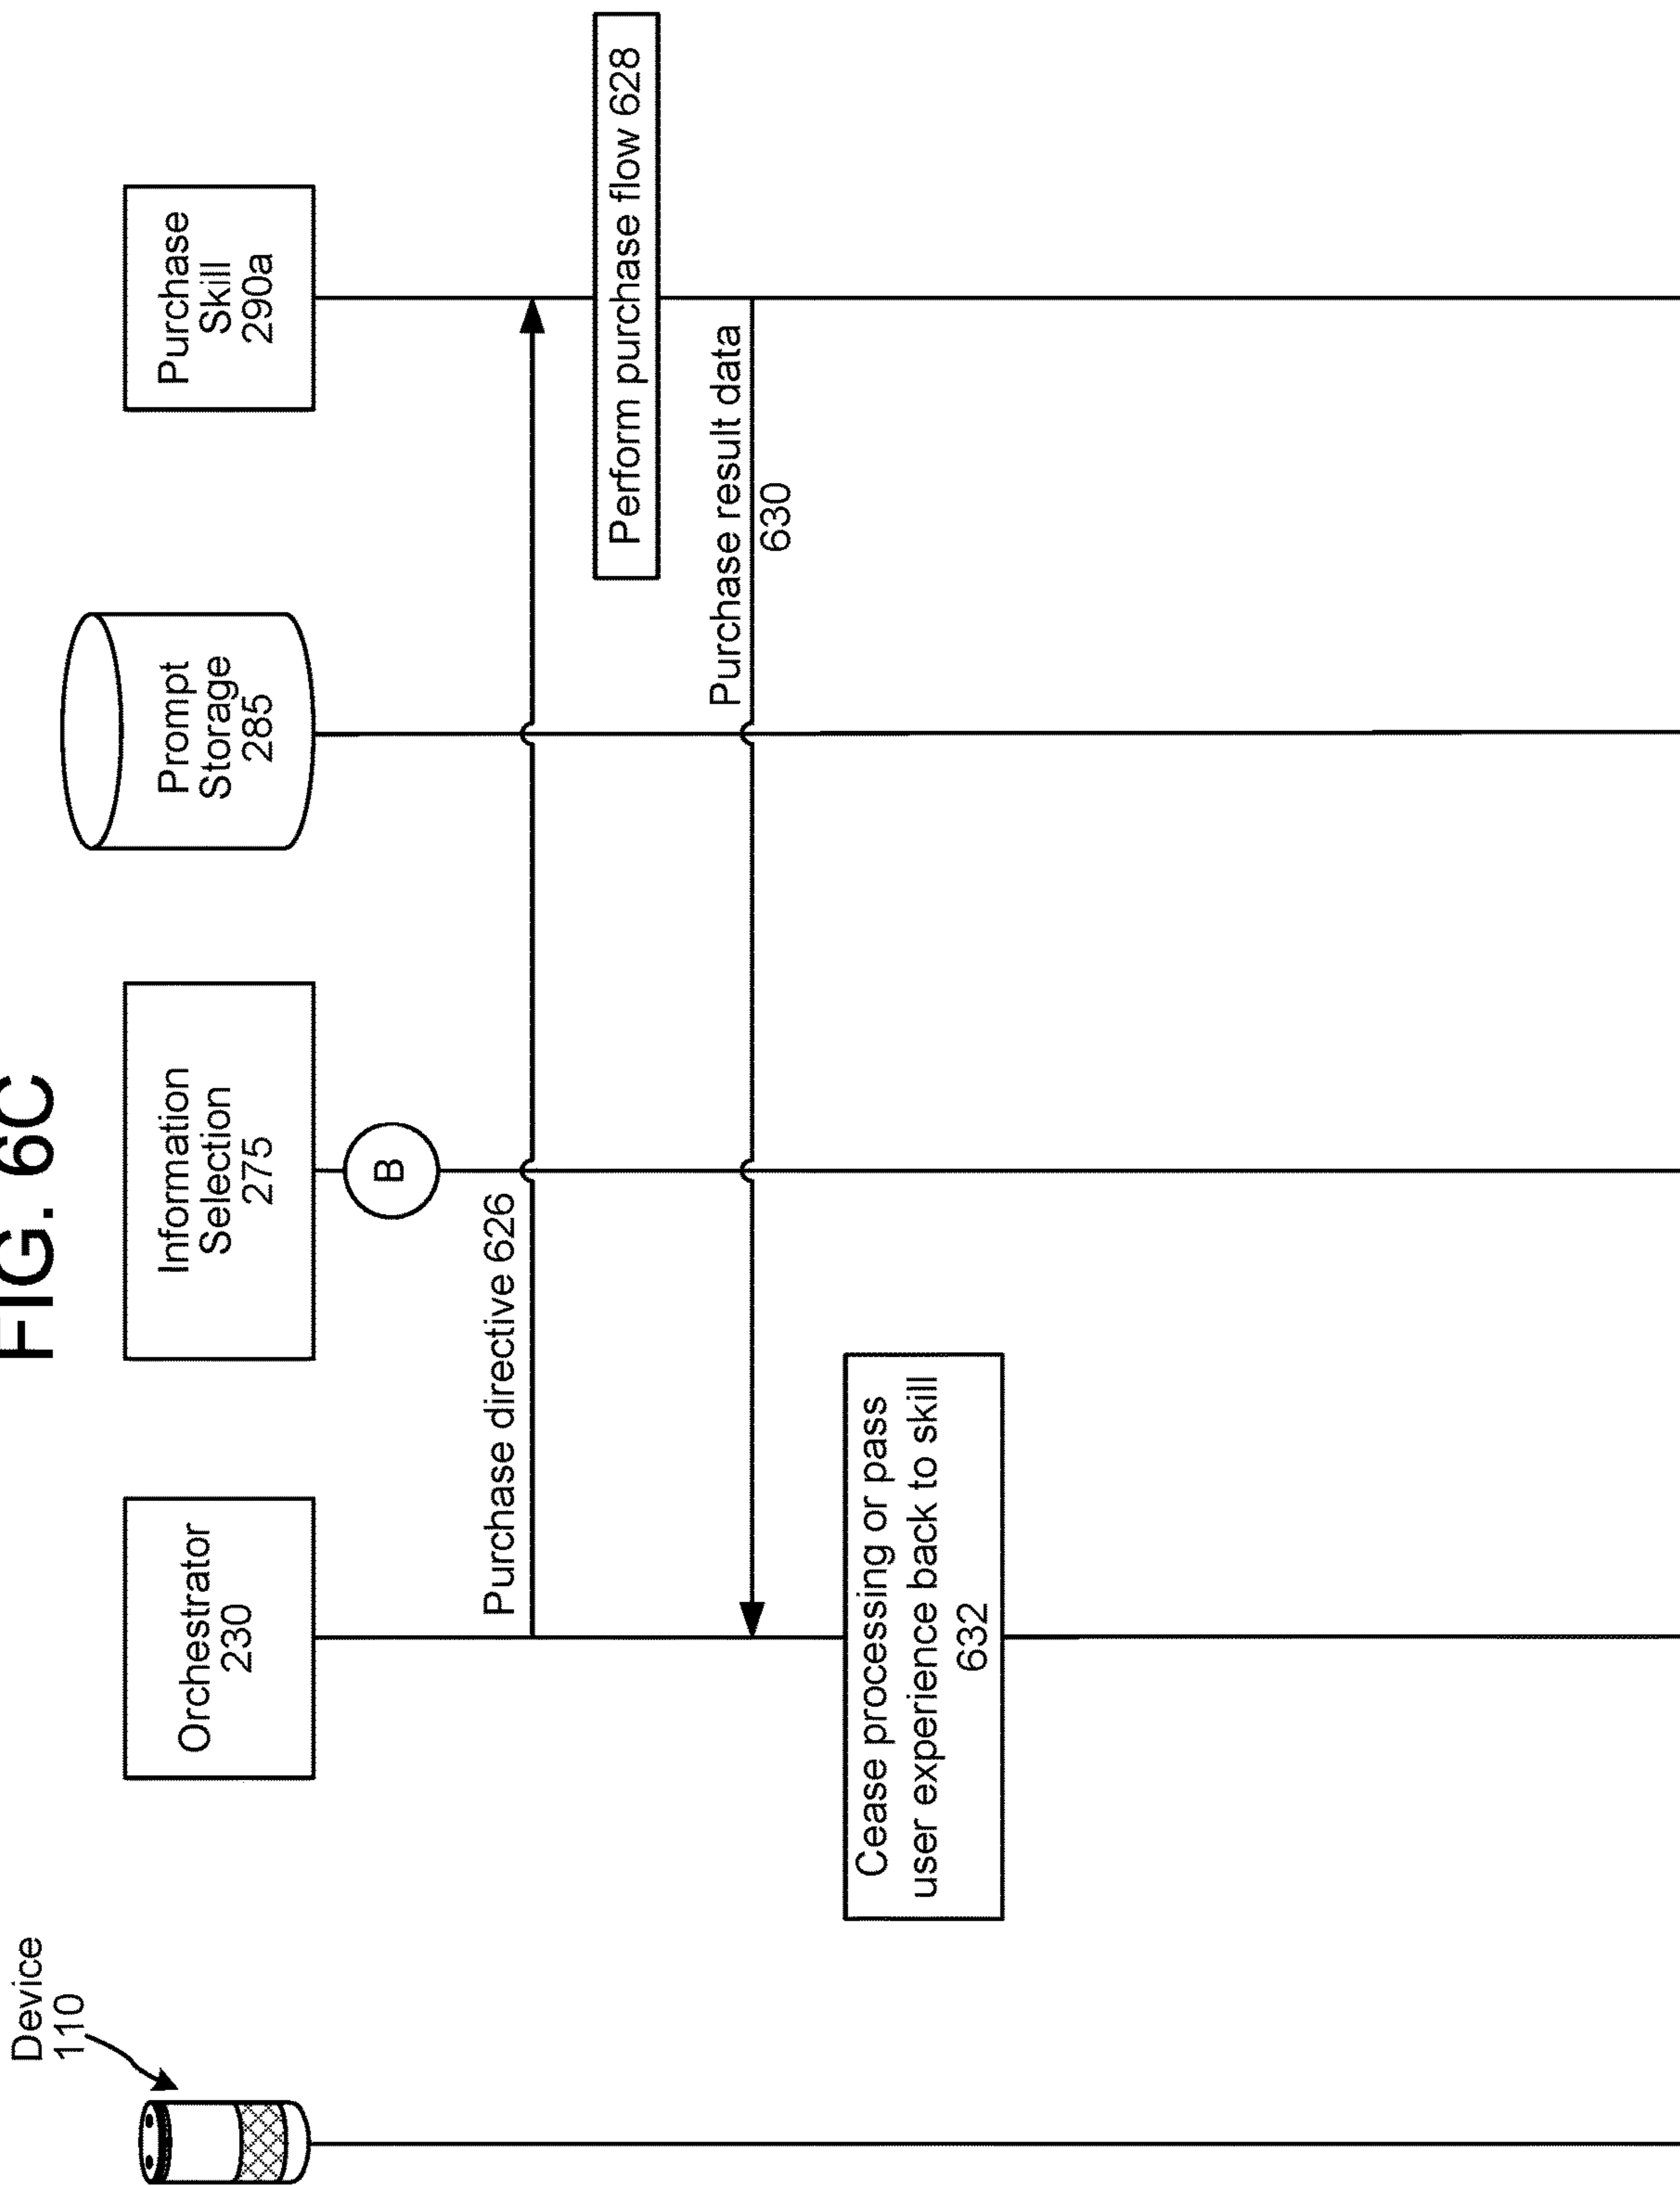 FIG. 6C
Device
110
Orchestrator
230
Information
Selection
275
Prompt
Storage
285
Purchase
Skill
290a
B
Purchase directive 626
Perform purchase flow 628
Purchase result data
630
Cease processing or pass
user experience back to skill
632